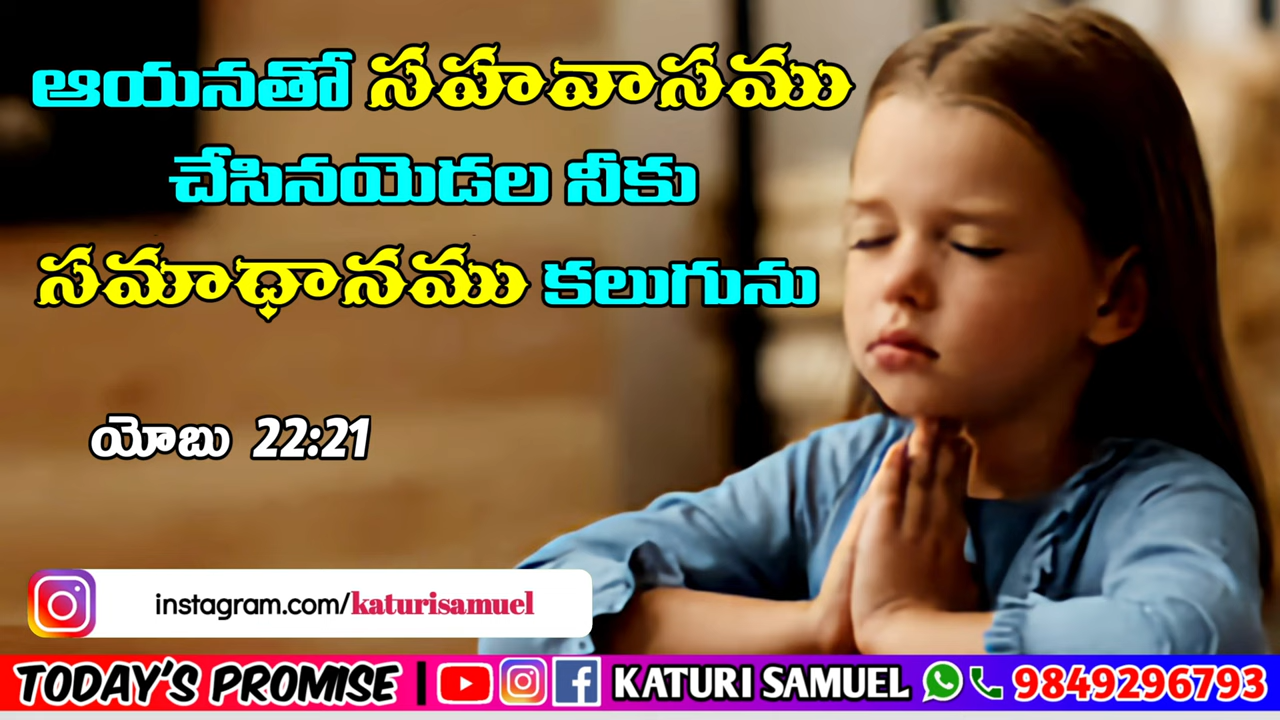 ఆయనతో సహవాసము
చేసినయెడల నీకు
సమాధానము కలుగును
యోబు 22:21
instagram.com/katurisamuel
TODAY'S PROMISE | KATURI SAMUEL 9849296793